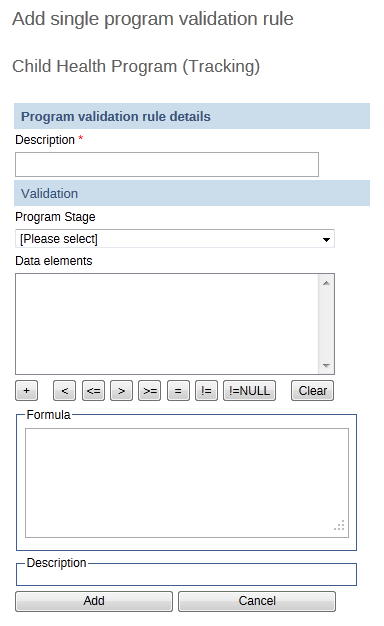 Add single program validation rule
Child Health Program (Tracking)
Program validation rule details
Description *
Validation
Program Stage
[Please select]
Data elements
+ < <= > >= = != !=NULL Clear
Formula
Description
Add Cancel